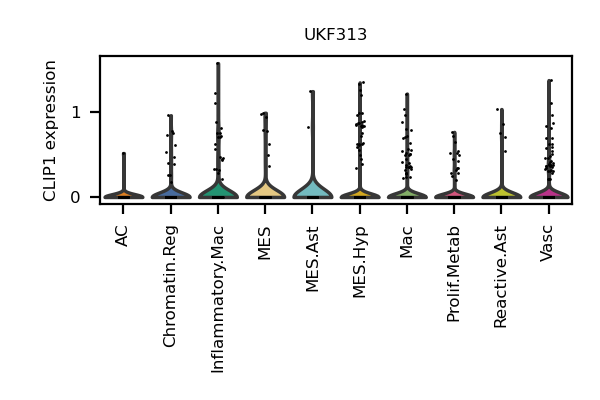 UKF313
CLIP1 expression
1
0
AC
Chromatin.Reg
Inflammatory.Mac
MES
MES.Ast
MES.Hyp
Mac
Prolif.Metab
Reactive.Ast
Vasc